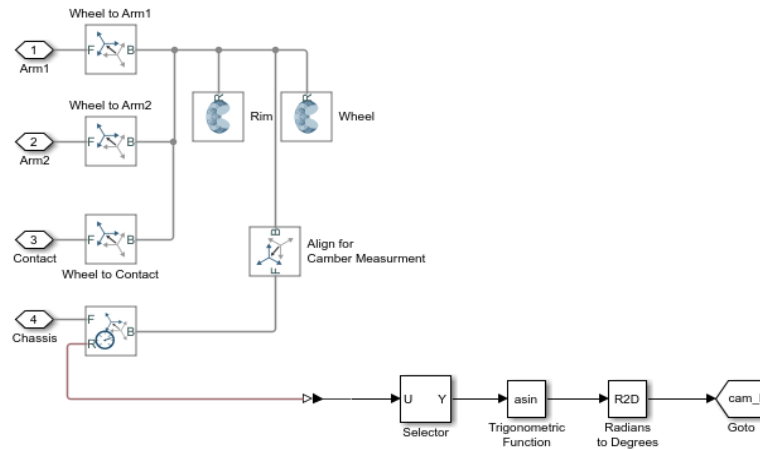 Wheel to Arm1
1
F
B
Arm1
R
Rim
R
Wheel
Wheel to Arm2
2
F
B
Arm2
3
F
B
Contact
Wheel to Contact
B
F
Align for
Camber Measurment
4
F
B
R
Chassis
U
Y
Selector
asin
Trigonometric
Function
R2D
Radians
to Degrees
cam_
Goto